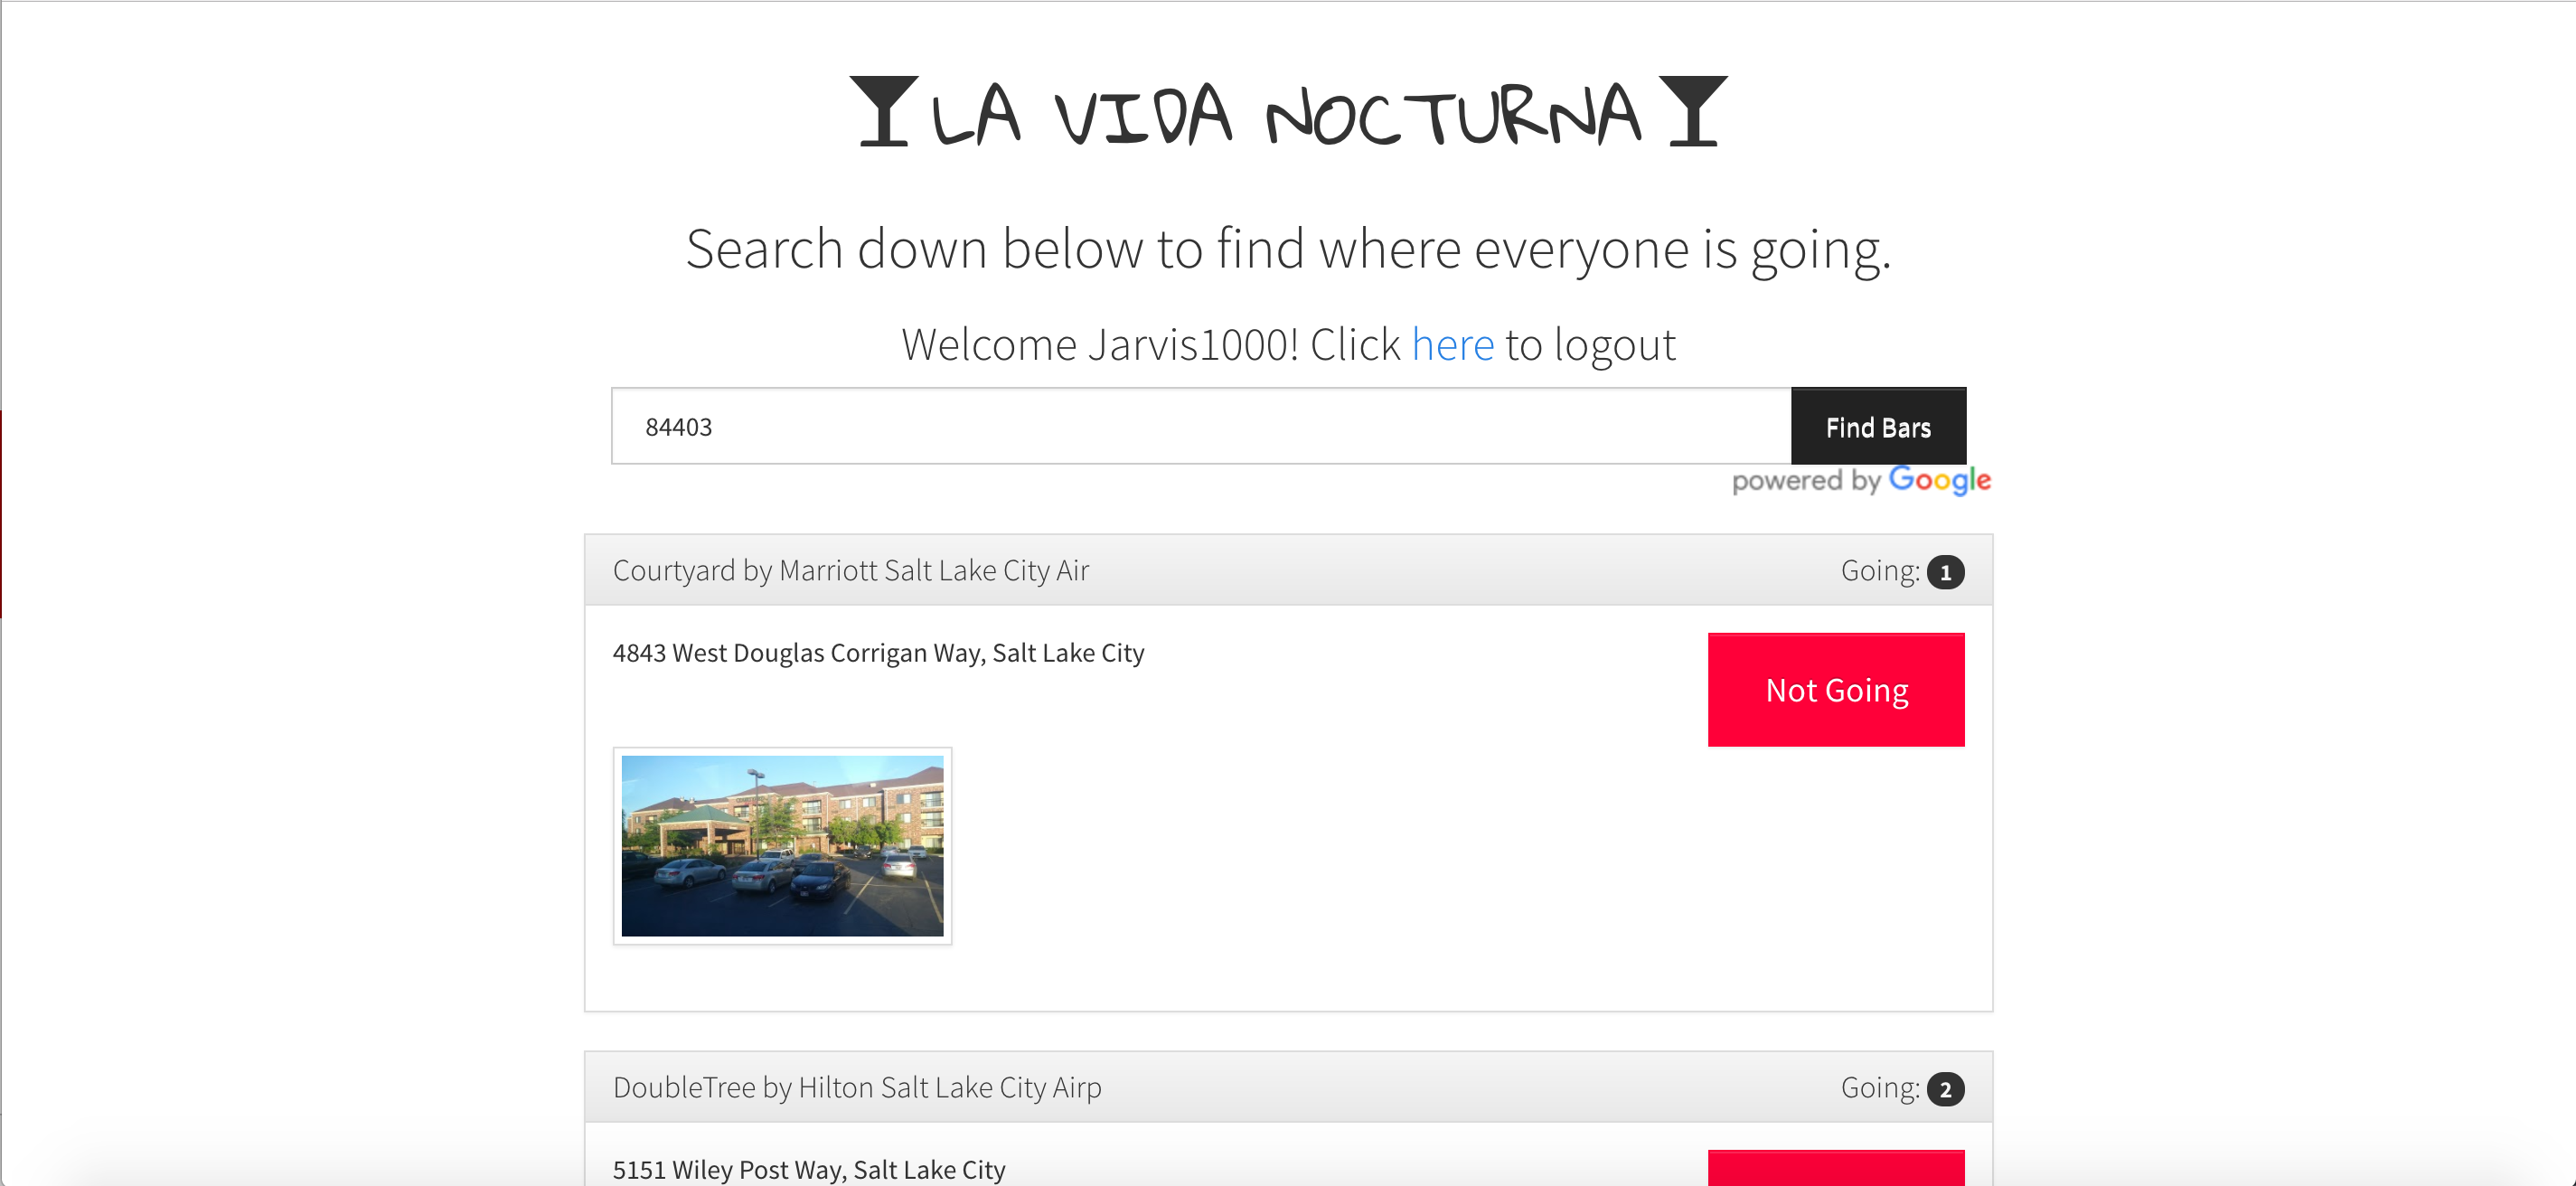 LA VIDA NOCTURNA
Search down below to find where everyone is going.
Welcome Jarvis1000! Click here to logout
84403 Find Bars
powered by Google
Courtyard by Marriott Salt Lake City Air Going: 1
4843 West Douglas Corrigan Way, Salt Lake City
Not Going
DoubleTree by Hilton Salt Lake City Airp Going: 2
5151 Wiley Post Way, Salt Lake City